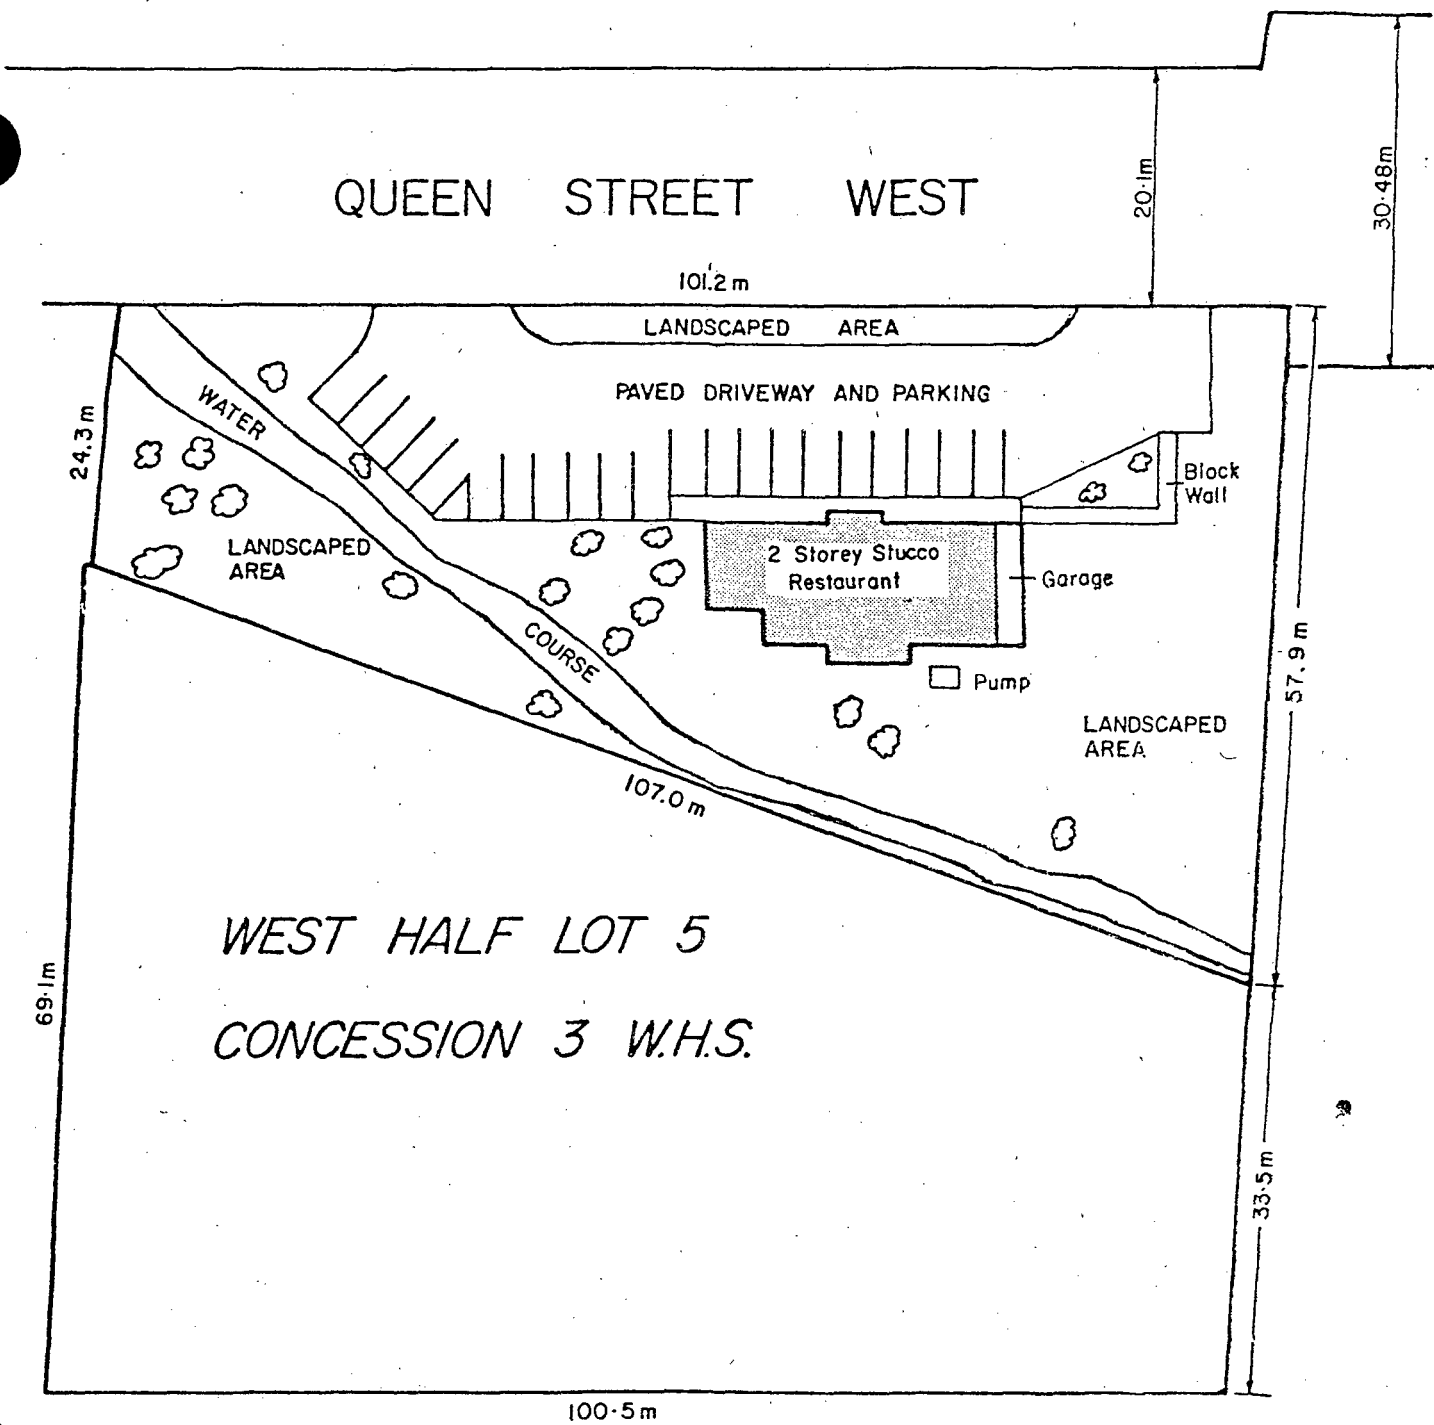 30·48m
20·1m
QUEEN STREET WEST
101.2 m
LANDSCAPED AREA
PAVED DRIVEWAY AND PARKING
WATER
24.3 m
Block
Wall
LANDSCAPED
AREA
2 Storey Stucco
Restaurant
Garage
COURSE
57.9 m
Pump
LANDSCAPED
AREA
107.0 m
WEST HALF LOT 5
69·1m
CONCESSION 3 W.H.S.
33·5m
100·5m